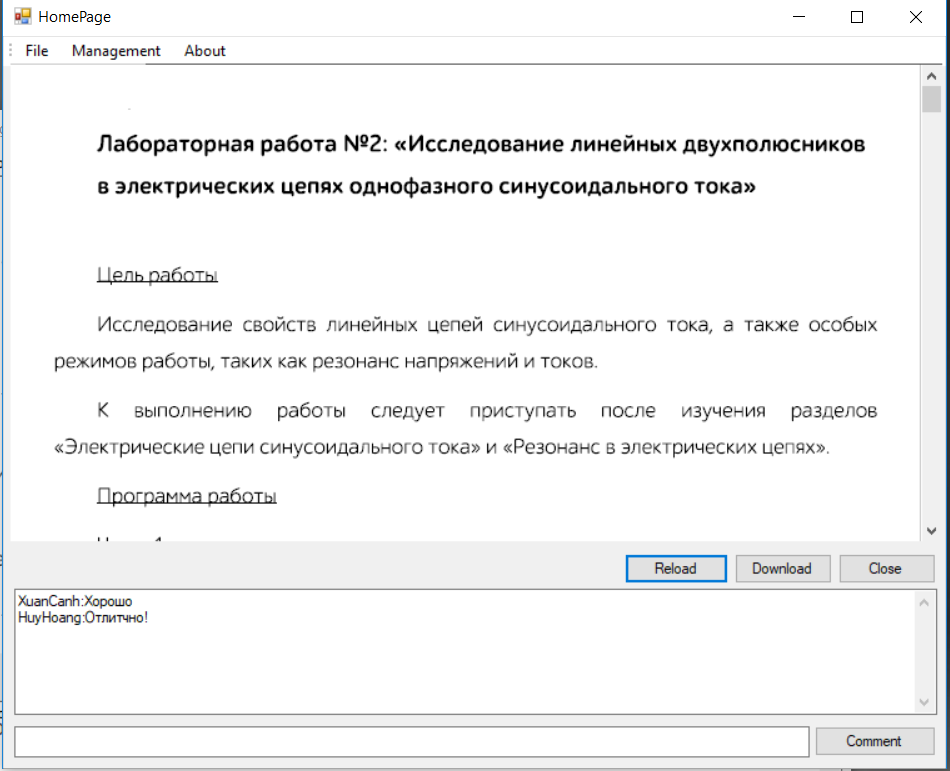 HomePage
File Management About
Лабораторная работа №2: «Исследование линейных двухполюсников
в электрических цепях однофазного синусоидального тока»
Цель работы
Исследование свойств линейных цепей синусоидального тока, а также особых
режимов работы, таких как резонанс напряжений и токов.
К выполнению работы следует приступать после изучения разделов
«Электрические цепи синусоидального тока» и «Резонанс в электрических цепях».
Программа работы
Reload Download Close
XuanCanh:Хорошо
HuyHoang:Отлитчно!
Comment